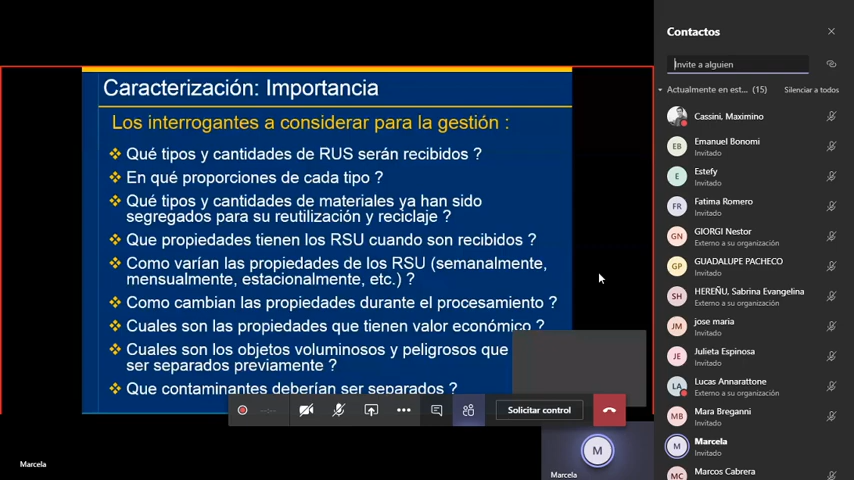 Caracterización: Importancia
Los interrogantes a considerar para la gestión :
Qué tipos y cantidades de RUS serán recibidos ?
En qué proporciones de cada tipo ?
Qué tipos y cantidades de materiales ya han sido
segregados para su reutilización y reciclaje ?
Que propiedades tienen los RSU cuando son recibidos ?
Como varían las propiedades de los RSU (semanalmente,
mensualmente, estacionalmente, etc.) ?
Como cambian las propiedades durante el procesamiento ?
Cuales son las propiedades que tienen valor económico ?
Cuales son los objetos voluminosos y peligrosos que
ser separados previamente ?
Que contaminantes deberían ser separados ?
Solicitar control
M
Marcela
Marcela
Contactos
Invite a alguien
Actualmente en est... (15)
Silenciar a todos
Cassini, Maximino
EB
Emanuel Bonomi
Invitado
E
Estefy
Invitado
FR
Fatima Romero
Invitado
GN
GIORGI Nestor
Externo a su organización
GP
GUADALUPE PACHECO
Invitado
SH
HEREÑU, Sabrina Evangelina
Externo a su organización
JM
jose maria
Invitado
JE
Julieta Espinosa
Invitado
LA
Lucas Annarattone
Externo a su organización
MB
Mara Breganni
Invitado
M
Marcela
Invitado
MC
Marcos Cabrera